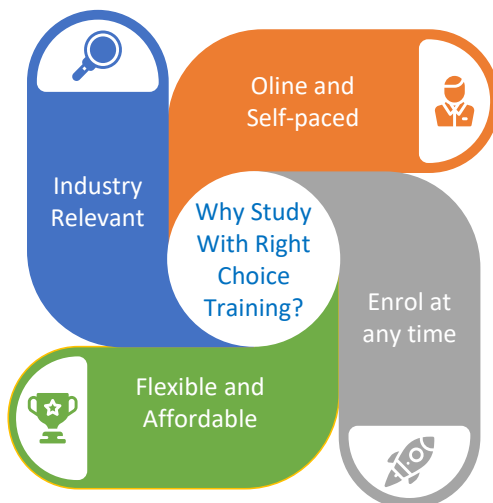 Oline and
Self-paced
Industry
Relevant
Why Study
With Right
Choice
Training?
Enrol at
any time
Flexible and
Affordable